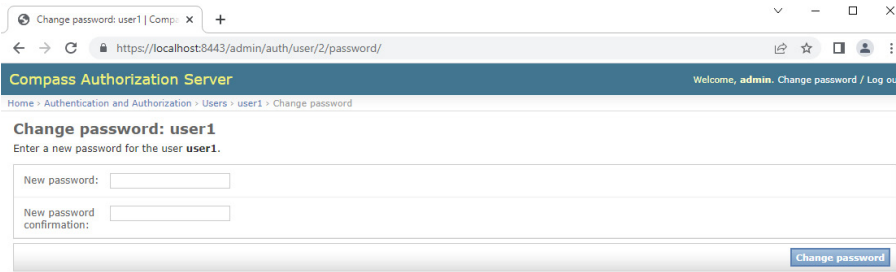 Change password: user1 | Comp
https://localhost:8443/admin/auth/user/2/password/
Compass Authorization Server
Welcome, admin. Change password / Log ou
Home › Authentication and Authorization › Users › user1 › Change password
Change password: user1
Enter a new password for the user user1.
New password:
New password
confirmation:
Change password